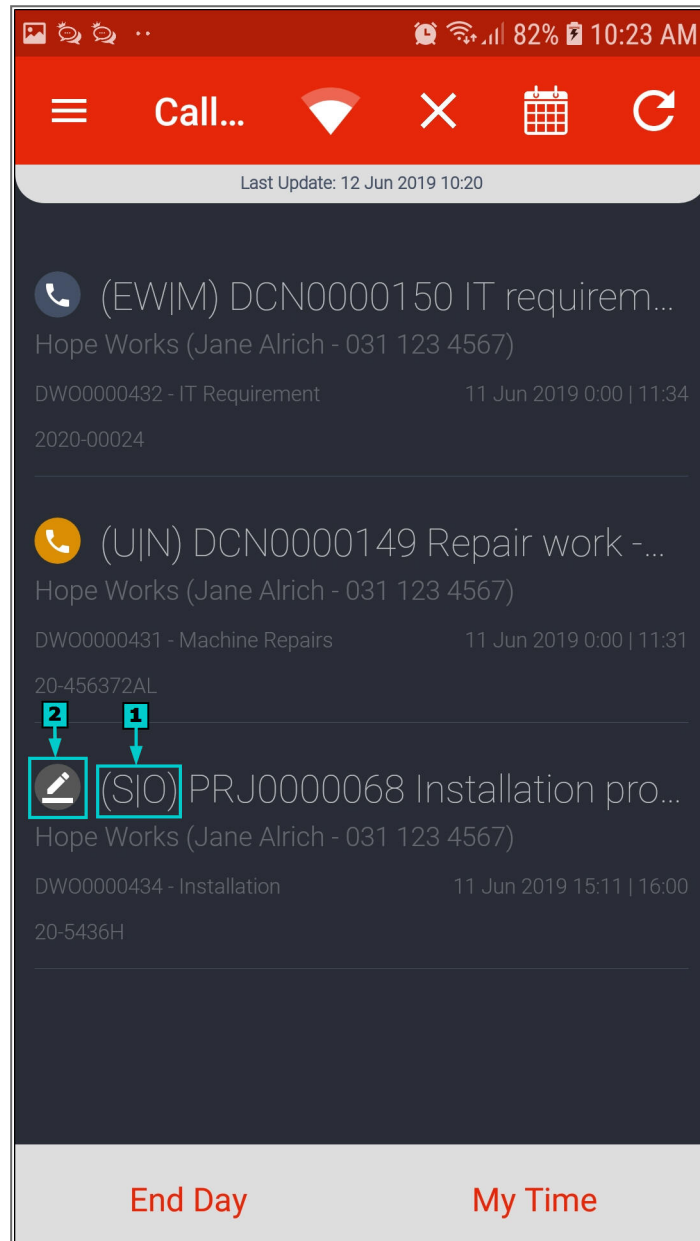 82% 10:23 AM
Call...
Last Update: 12 Jun 2019 10:20
(EW|M) DCN0000150 IT requirem...
Hope Works (Jane Alrich - 031 123 4567)
DWO0000432 - IT Requirement 11 Jun 2019 0:00 | 11:34
2020-00024
(U|N) DCN0000149 Repair work -...
Hope Works (Jane Alrich - 031 123 4567)
DWO0000431 - Machine Repairs 11 Jun 2019 0:00 | 11:31
20-456372AL
2 1
(S|O) PRJ0000068 Installation pro...
Hope Works (Jane Alrich - 031 123 4567)
DWO0000434 - Installation 11 Jun 2019 15:11 | 16:00
20-5436H
End Day My Time